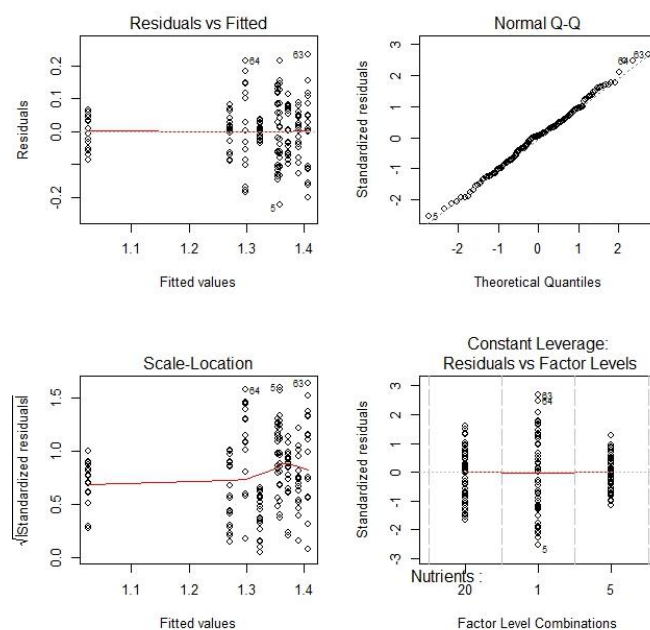 Residuals vs Fitted
Residuals
-0.2 0.0 0.1 0.2
64
63
5
1.1 1.2 1.3 1.4
Fitted values
Normal Q-Q
Standardized residuals
-2 -1 0 1 2 3
64
63
5
-2 -1 0 1 2
Theoretical Quantiles
Scale-Location
√|Standardized residuals|
0.0 0.5 1.0 1.5
64
5
63
1.1 1.2 1.3 1.4
Fitted values
Constant Leverage:
Residuals vs Factor Levels
Standardized residuals
-3 -2 -1 0 1 2 3
63
64
5
Nutrients :
20 1 5
Factor Level Combinations